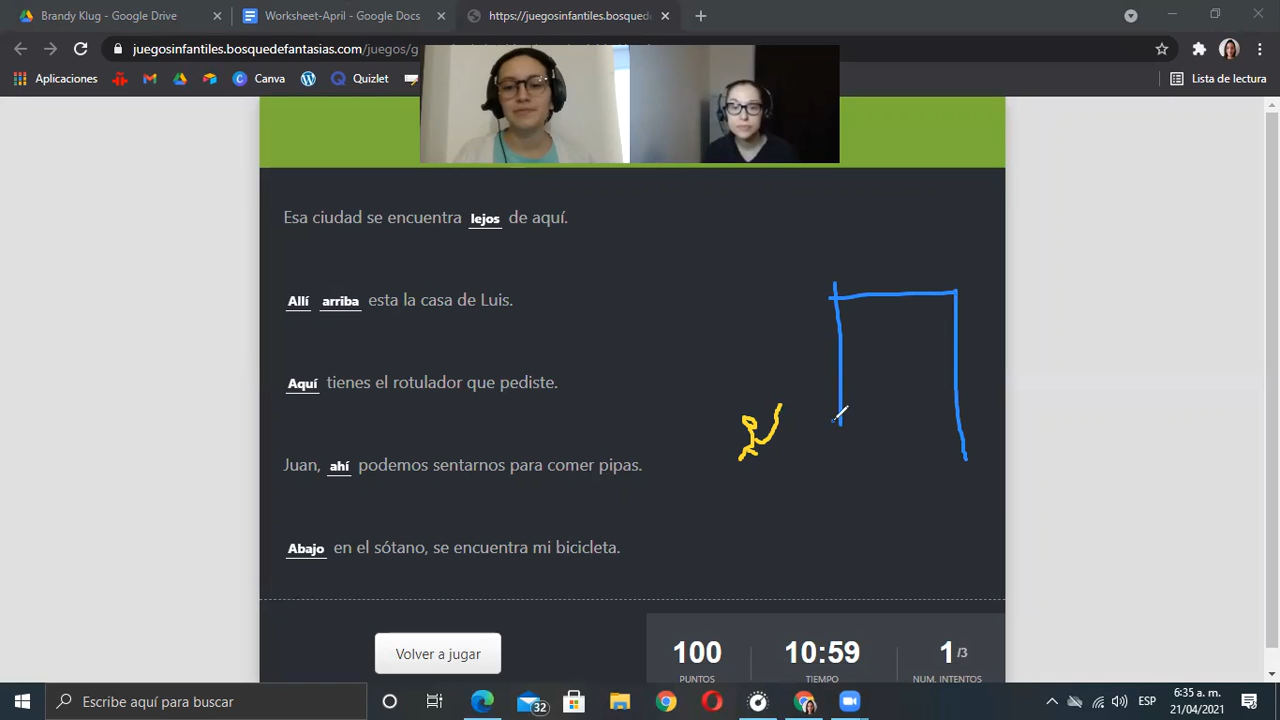 Brandy Klug - Google Drive
Worksheet-April - Google Docs
https://juegosinfantiles.bosquede
juegosinfantiles.bosquedefantasias.com/juegos/g
Aplicaciones
Canva
Quizlet
Lista de lectura
Esa ciudad se encuentra lejos de aquí.
Allí arriba esta la casa de Luis.
Aquí tienes el rotulador que pediste.
Juan, ahí podemos sentarnos para comer pipas.
Abajo en el sótano, se encuentra mi bicicleta.
Volver a jugar
100 10:59 1/3
PUNTOS TIEMPO NUM. INTENTOS
Escribe aquí para buscar
32
ESP
6:35 a. m.
21/04/2021